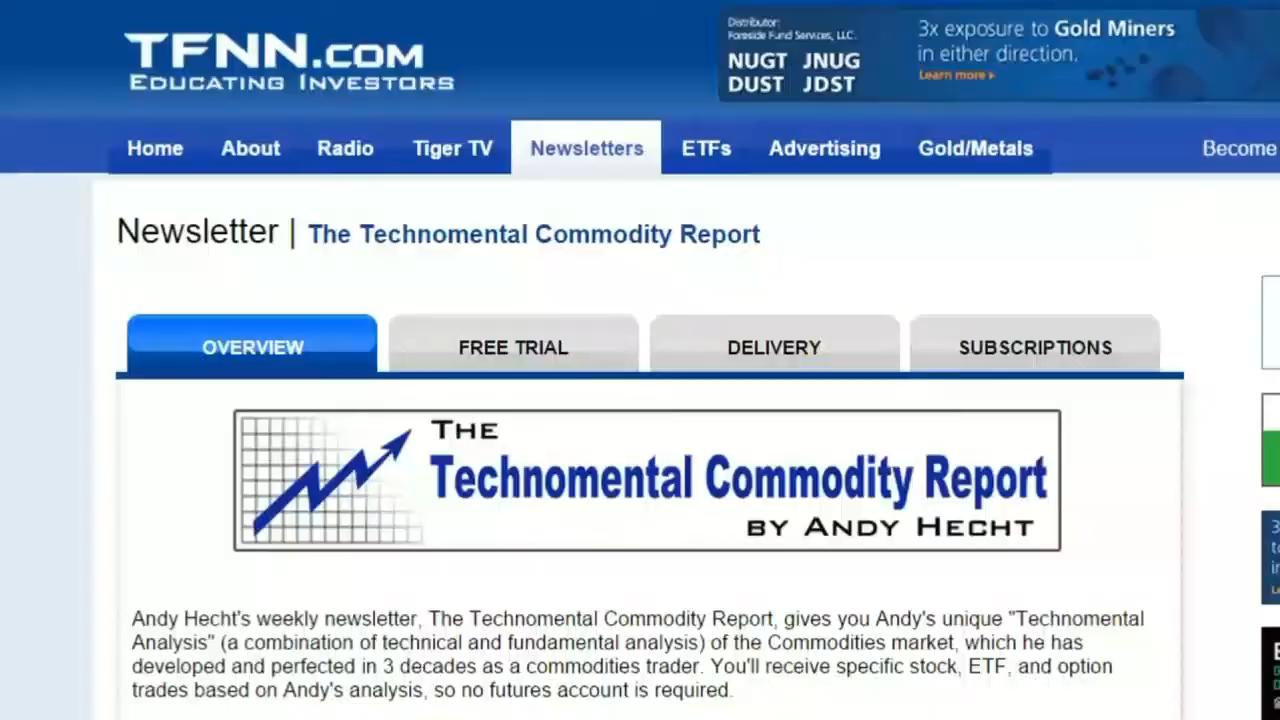 TFNN.COM
EDUCATING INVESTORS
Distributor:
Foreside Fund Services, LLC.
NUGT JNUG
DUST JDST
3x exposure to Gold Miners
in either direction.
Learn more
Home About Radio Tiger TV Newsletters ETFs Advertising Gold/Metals Become
Newsletter | The Technomental Commodity Report
OVERVIEW FREE TRIAL DELIVERY SUBSCRIPTIONS
THE
Technomental Commodity Report
BY ANDY HECHT
Andy Hecht's weekly newsletter, The Technomental Commodity Report, gives you Andy's unique "Technomental
Analysis" (a combination of technical and fundamental analysis) of the Commodities market, which he has
developed and perfected in 3 decades as a commodities trader. You'll receive specific stock, ETF, and option
trades based on Andy's analysis, so no futures account is required.